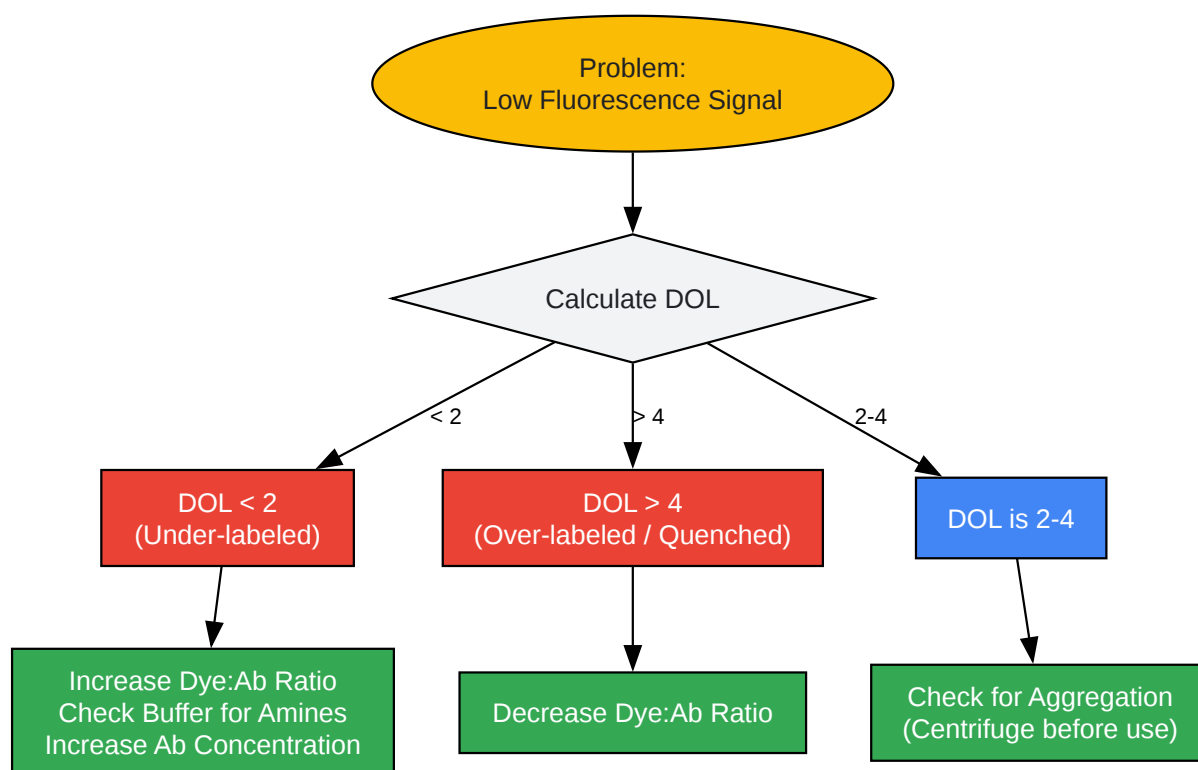 Problem:
Low Fluorescence Signal
Calculate DOL
< 2
> 4
2-4
DOL < 2
(Under-labeled)
DOL > 4
(Over-labeled / Quenched)
DOL is 2-4
Increase Dye:Ab Ratio
Check Buffer for Amines
Increase Ab Concentration
Decrease Dye:Ab Ratio
Check for Aggregation
(Centrifuge before use)